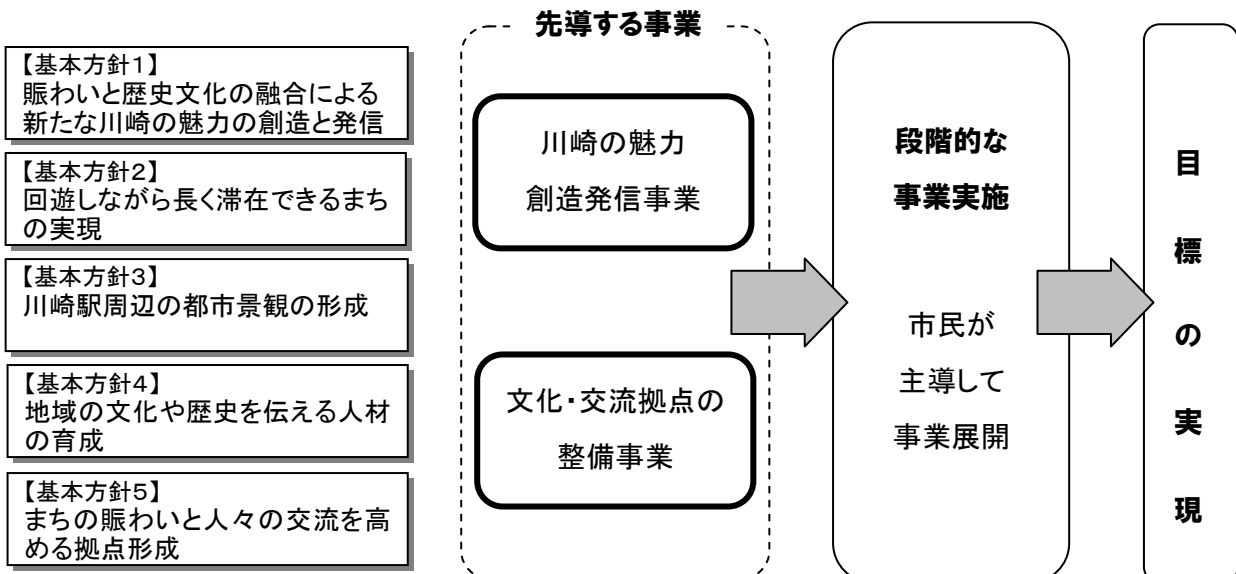 【基本方針1】
賑わいと歴史文化の融合による
新たな川崎の魅力の創造と発信
【基本方針2】
回遊しながら長く滞在できるまち
の実現
【基本方針3】
川崎駅周辺の都市景観の形成
【基本方針4】
地域の文化や歴史を伝える人材
の育成
【基本方針5】
まちの賑わいと人々の交流を高
める拠点形成
先導する事業
川崎の魅力
創造発信事業
文化・交流拠点の
整備事業
段階的な
事業実施
市民が
主導して
事業展開
目
標
の
実
現